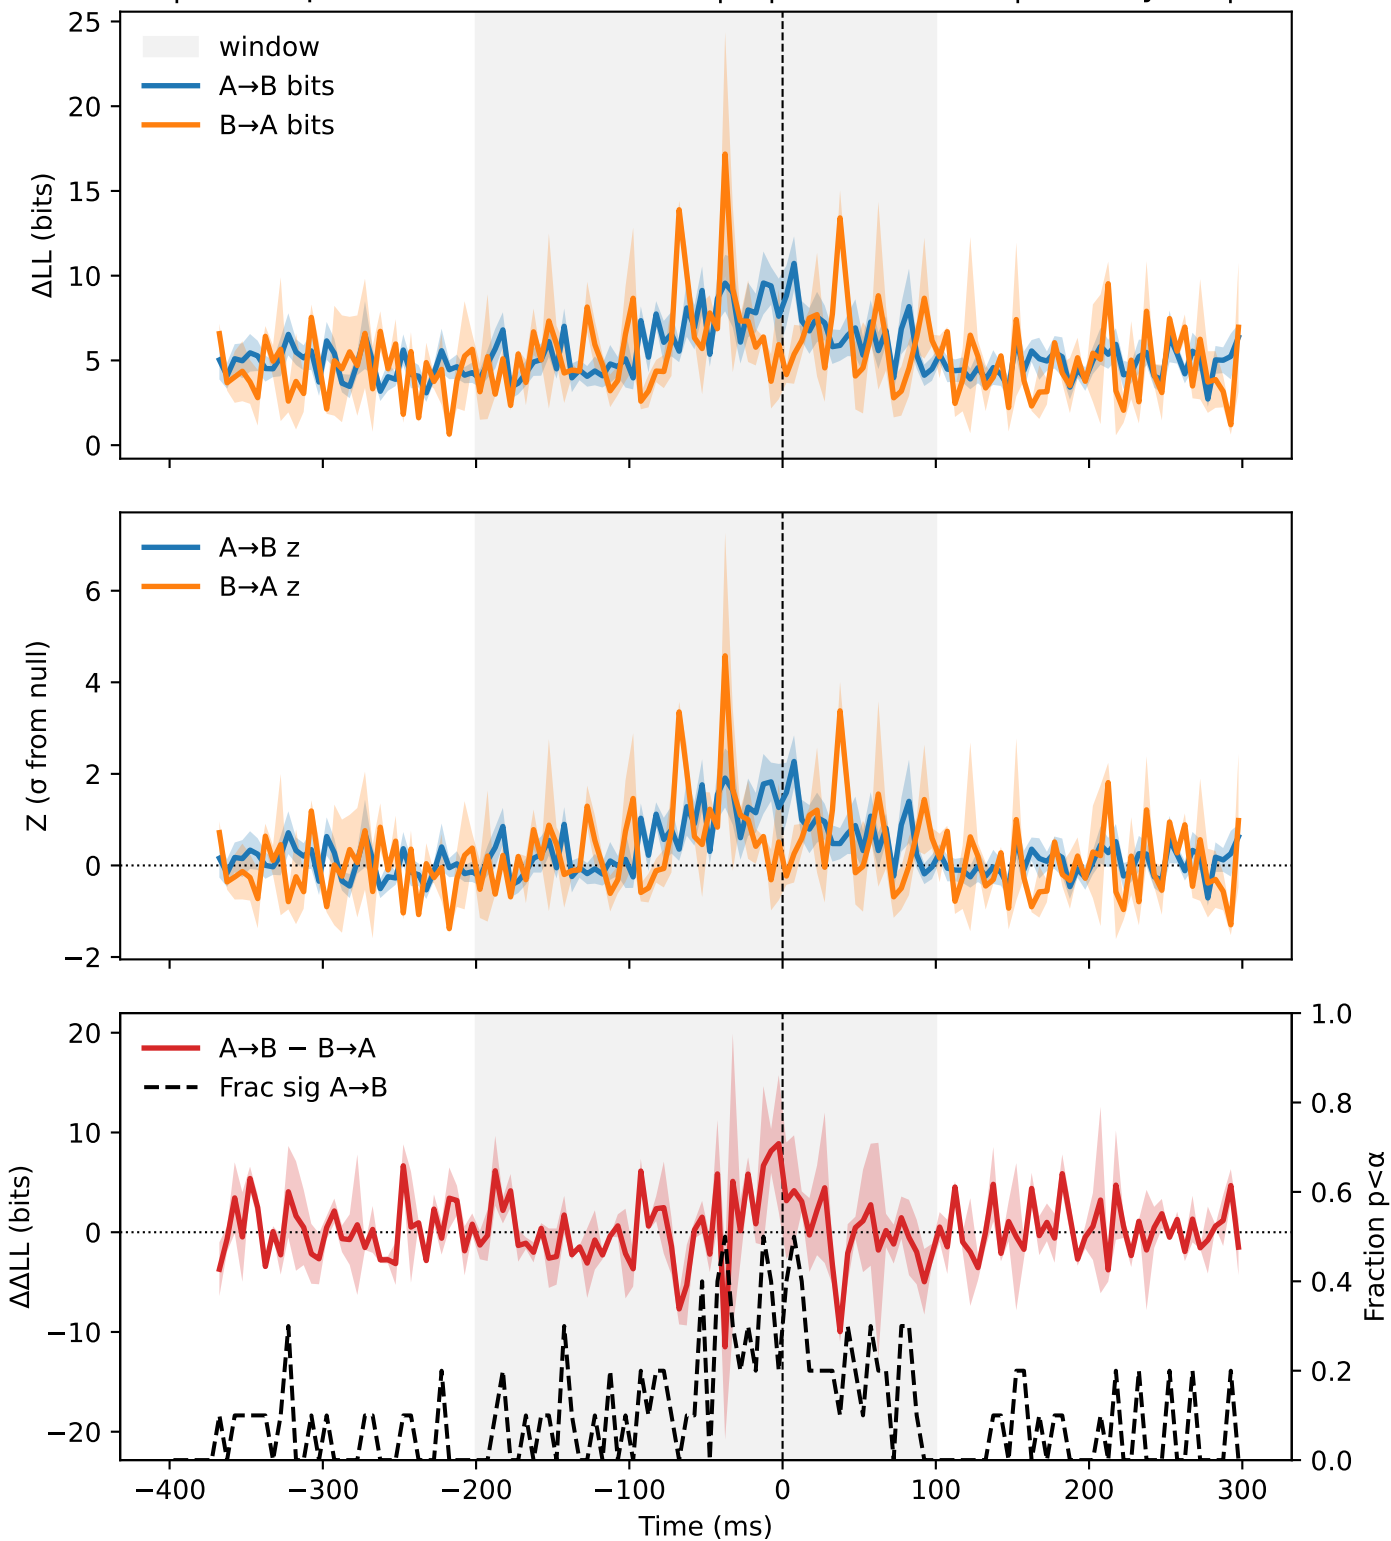 25
20
15
10
5
0
ΔLL (bits)
window
A→B bits
B→A bits
6
4
2
0
−2
Z (σ from null)
A→B z
B→A z
20
10
0
−10
−20
ΔΔLL (bits)
A→B − B→A
Frac sig A→B
1.0
0.8
0.6
0.4
0.2
0.0
Fraction p<α
−400 −300 −200 −100 0 100 200 300
Time (ms)